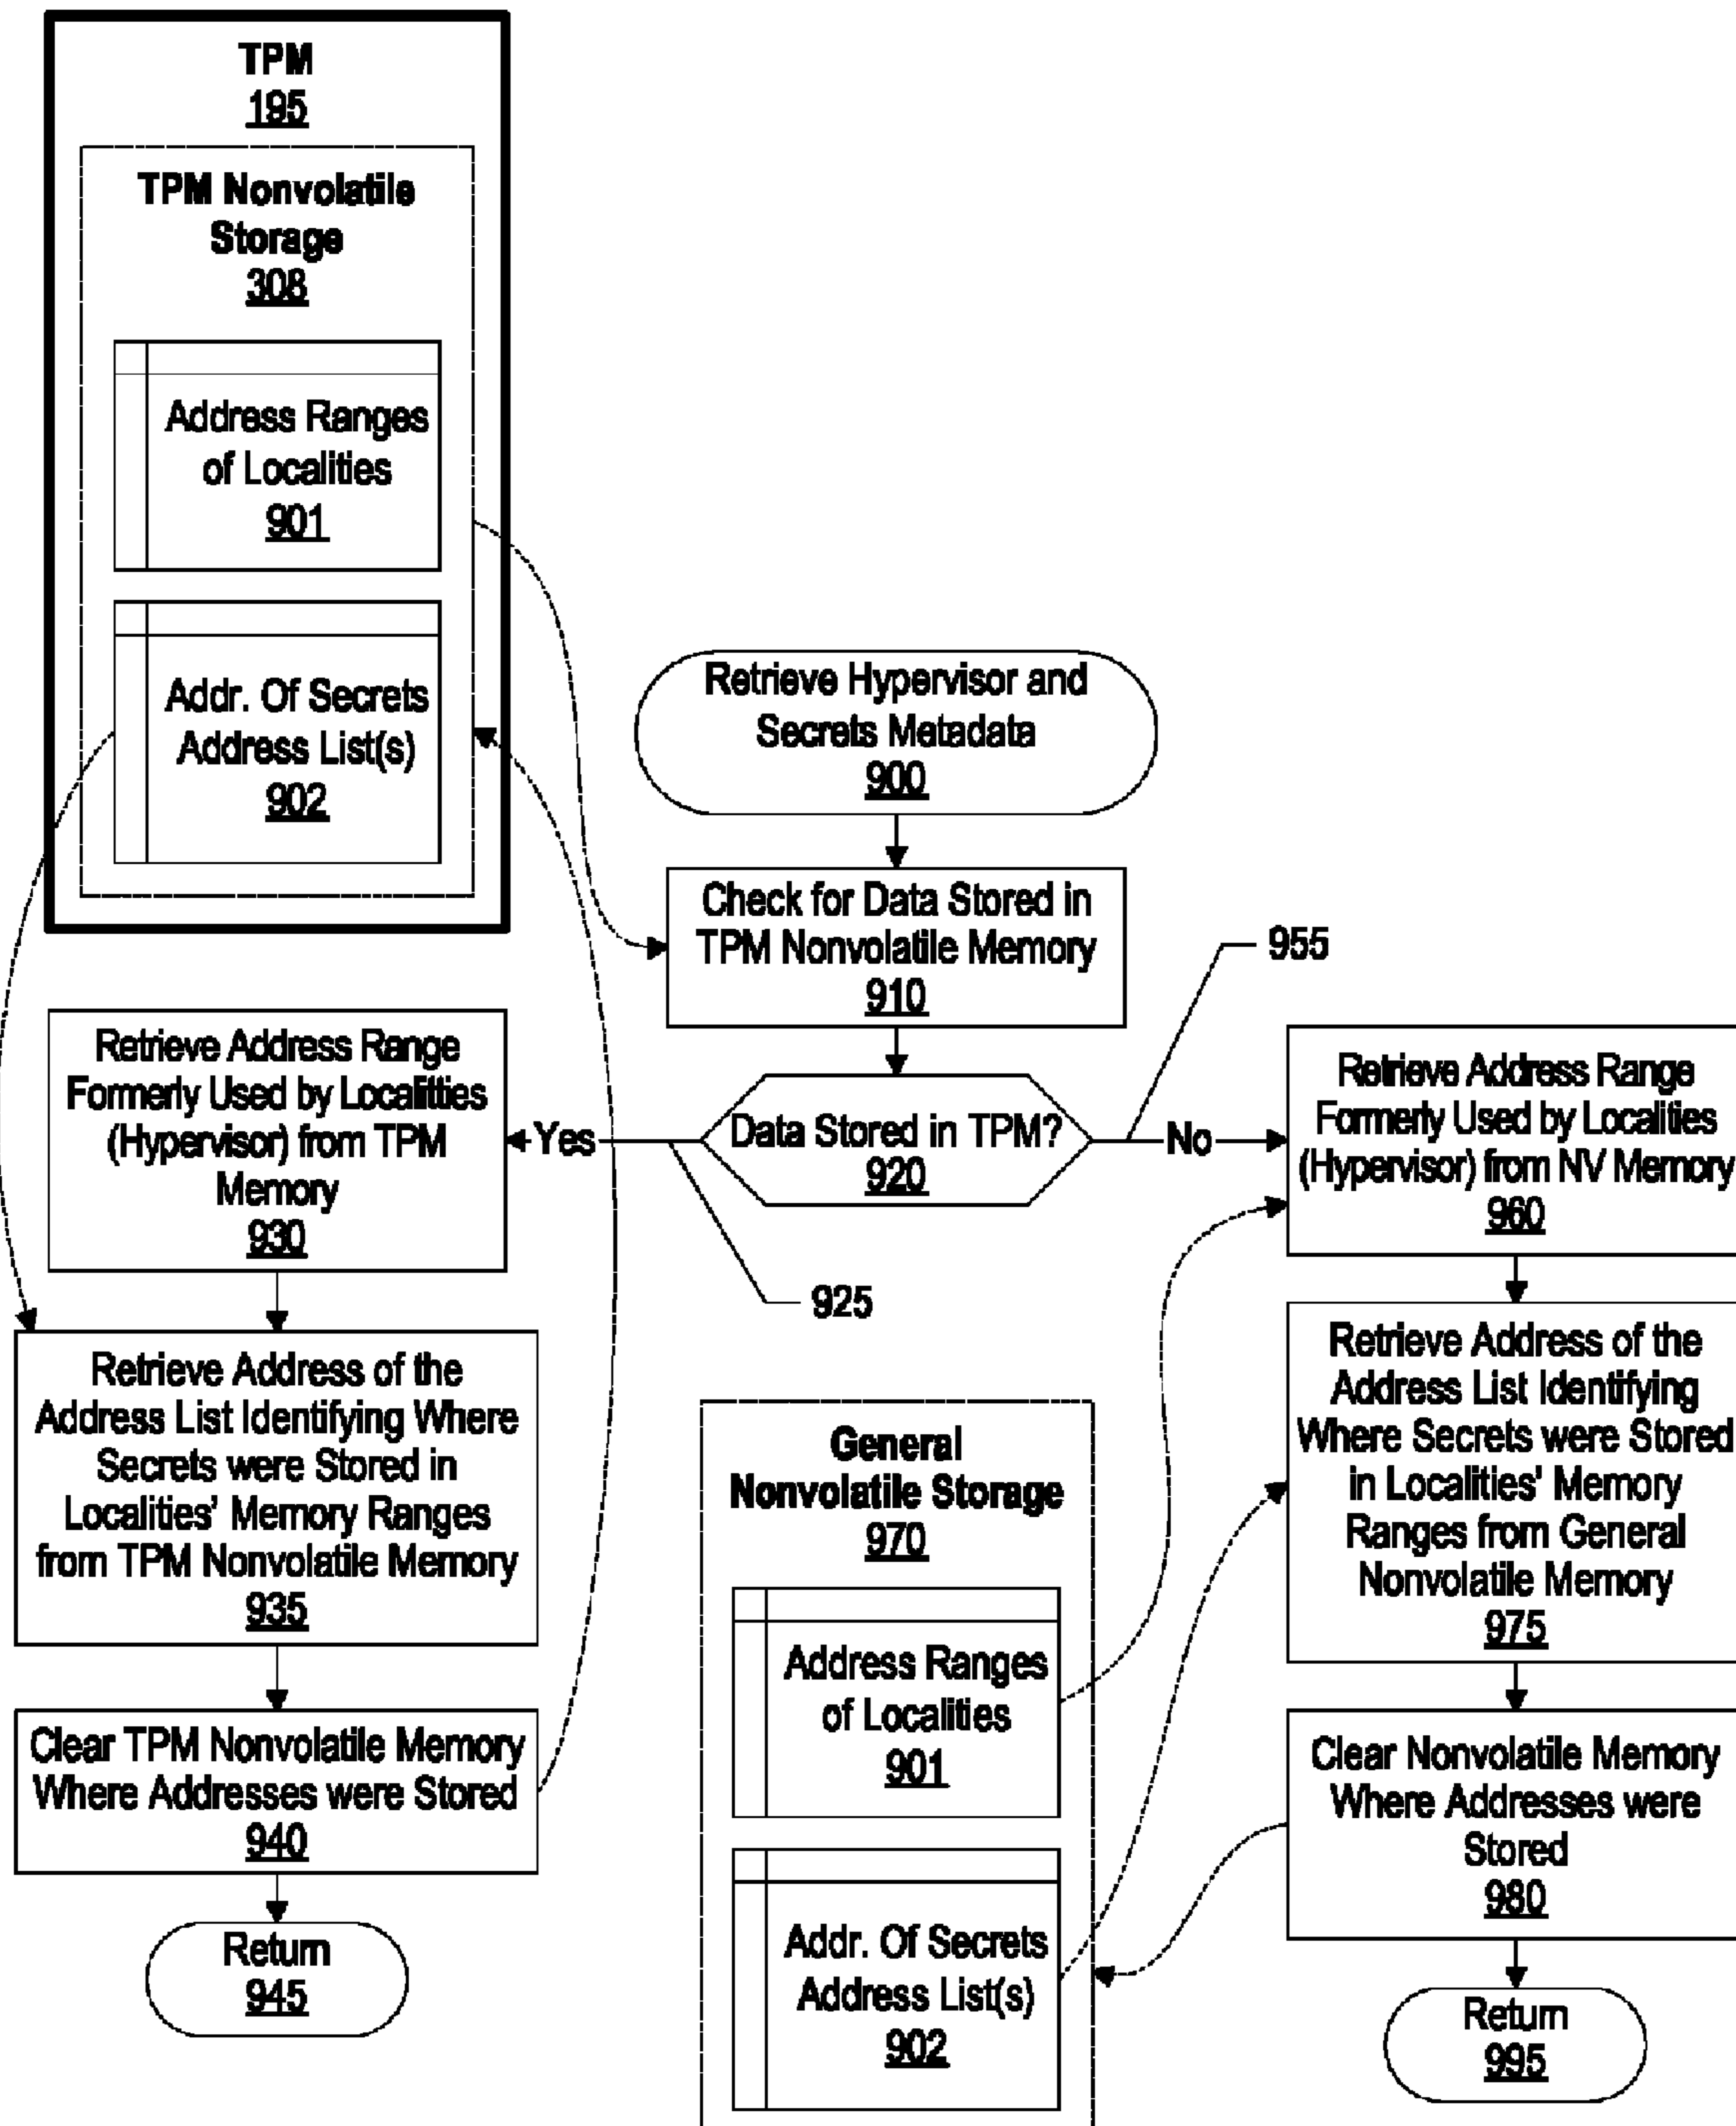 TPM
195
TPM Nonvolatile
Storage
308
Address Ranges
of Localities
901
Addr. Of Secrets
Address List(s)
902
Retrieve Hypervisor and
Secrets Metadata
900
Check for Data Stored in
TPM Nonvolatile Memory
910
955
Data Stored in TPM?
920
Yes
No
925
Retrieve Address Range
Formerly Used by Localitties
(Hypervisor) from TPM
Memory
930
Retrieve Address of the
Address List Identifying Where
Secrets were Stored in
Localities' Memory Ranges
from TPM Nonvolatile Memory
935
Clear TPM Nonvolatile Memory
Where Addresses were Stored
940
Return
945
General
Nonvolatile Storage
970
Address Ranges
of Localities
901
Addr. Of Secrets
Address List(s)
902
Retrieve Address Range
Formerly Used by Localities
(Hypervisor) from NV Memory
960
Retrieve Address of the
Address List Identifying
Where Secrets were Stored
in Localities' Memory
Ranges from General
Nonvolatile Memory
975
Clear Nonvolatile Memory
Where Addresses were
Stored
980
Return
995